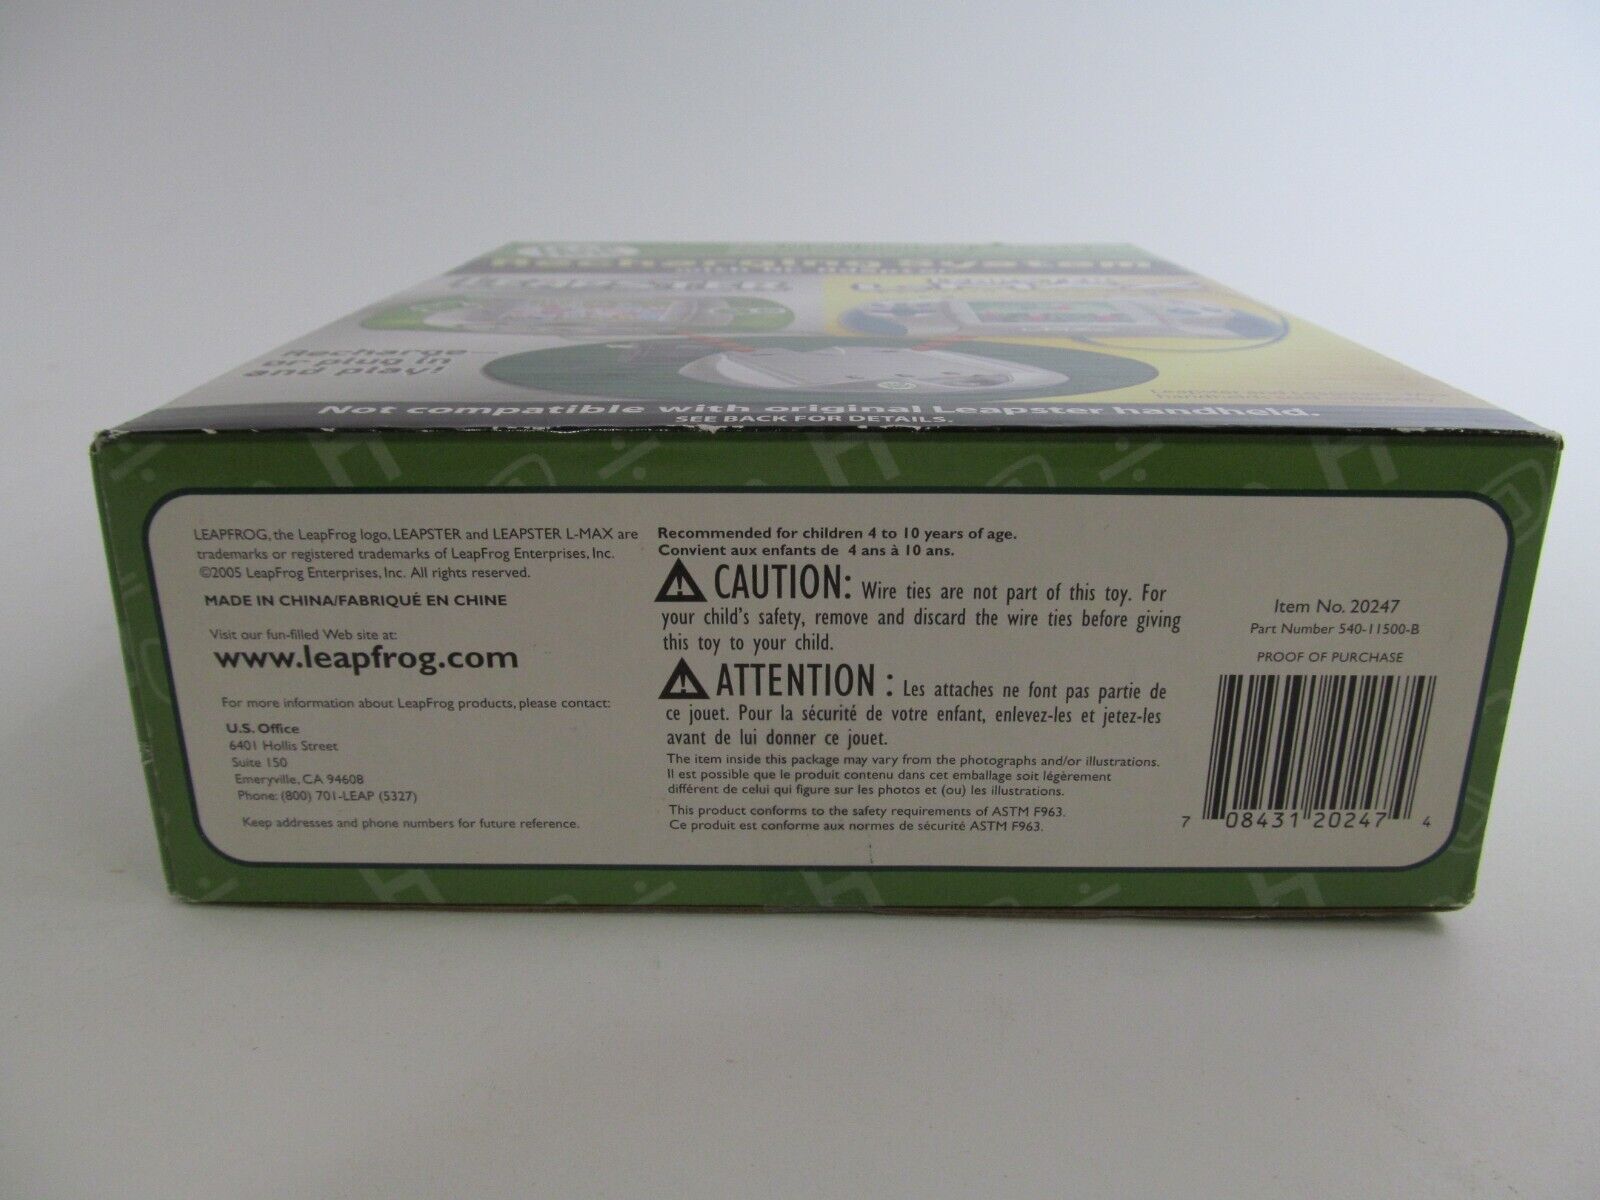 Recharging System
with AC Adapter
LEAPSTER
Recharge
or plug in
and play!
Not compatible with original Leapster handheld.
SEE BACK FOR DETAILS.
LEAPFROG, the LeapFrog logo, LEAPSTER and LEAPSTER L-MAX are
trademarks or registered trademarks of LeapFrog Enterprises, Inc.
©2005 LeapFrog Enterprises, Inc. All rights reserved.
MADE IN CHINA/FABRIQUÉ EN CHINE
Visit our fun-filled Web site at:
www.leapfrog.com
For more information about LeapFrog products, please contact:
U.S. Office
6401 Hollis Street
Suite 150
Emeryville, CA 94608
Phone: (800) 701-LEAP (5327)
Keep addresses and phone numbers for future reference.
Recommended for children 4 to 10 years of age.
Convient aux enfants de 4 ans à 10 ans.
CAUTION: Wire ties are not part of this toy. For
your child's safety, remove and discard the wire ties before giving
this toy to your child.
ATTENTION : Les attaches ne font pas partie de
ce jouet. Pour la sécurité de votre enfant, enlevez-les et jetez-les
avant de lui donner ce jouet.
The item inside this package may vary from the photographs and/or illustrations.
Il est possible que le produit contenu dans cet emballage soit légèrement
différent de celui qui figure sur les photos et (ou) les illustrations.
This product conforms to the safety requirements of ASTM F963.
Ce produit est conforme aux normes de sécurité ASTM F963.
Item No. 20247
Part Number 540-11500-B
PROOF OF PURCHASE
7 08431 20247 4